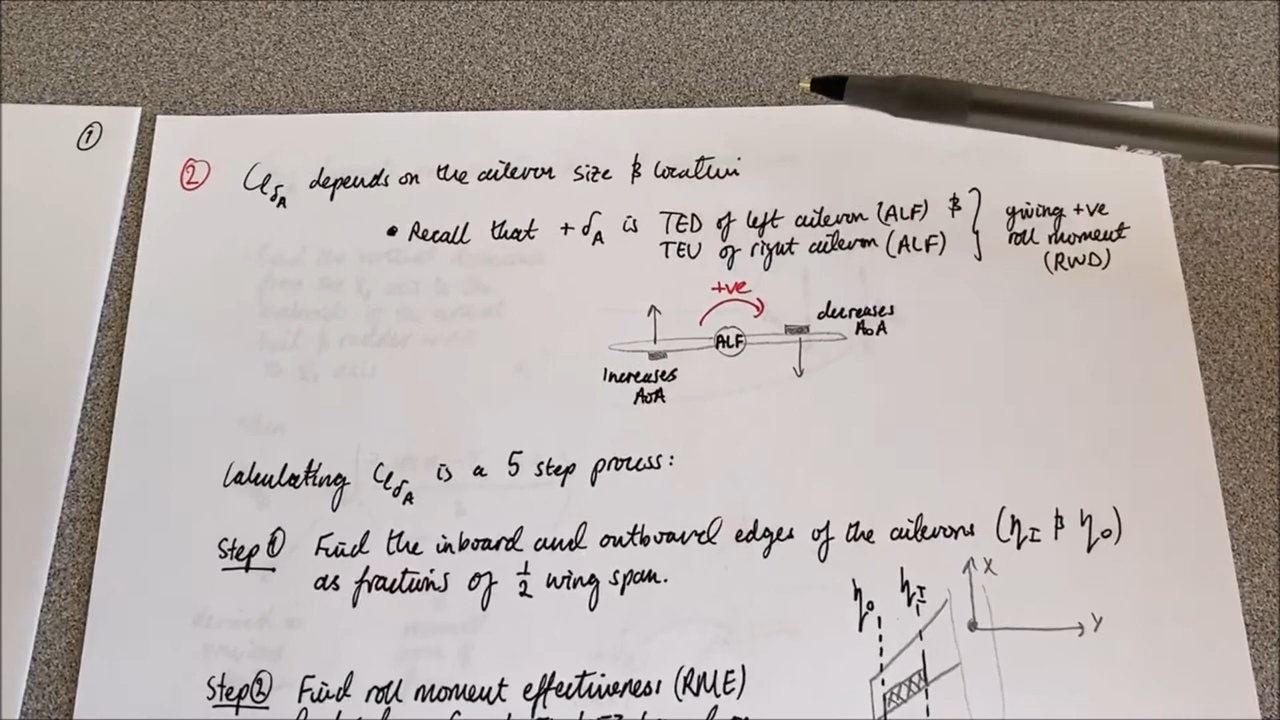 ①
② ClδA depends on the aileron size & location
• Recall that + δA is TED of left aileron (ALF) &
TEU of right aileron (ALF)
giving +ve
roll moment
(RWD)
+ve
decreases
AoA
ALF
Increases
AoA
Calculating ClδA is a 5 step process:
Step ① Find the inboard and outboard edges of the ailerons (ηI & ηo)
as fractions of 1/2 wing span.
X
ηo ηI
Y
Step ② Find roll moment effectiveness (RME)